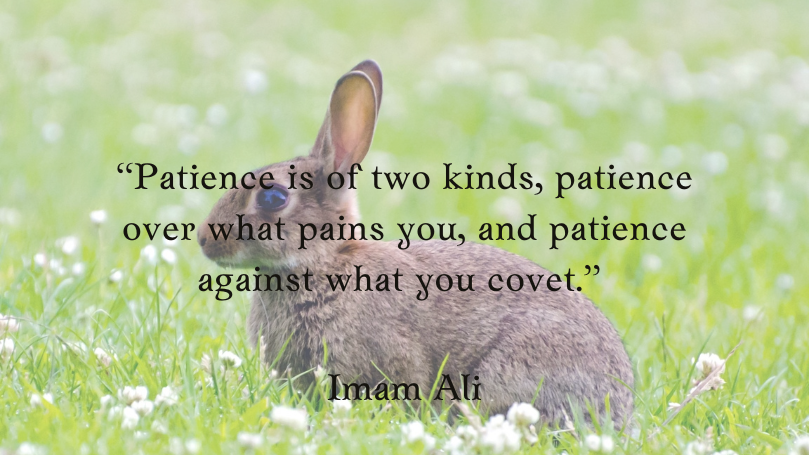 “Patience is of two kinds, patience
over what pains you, and patience
against what you covet.”
Imam Ali